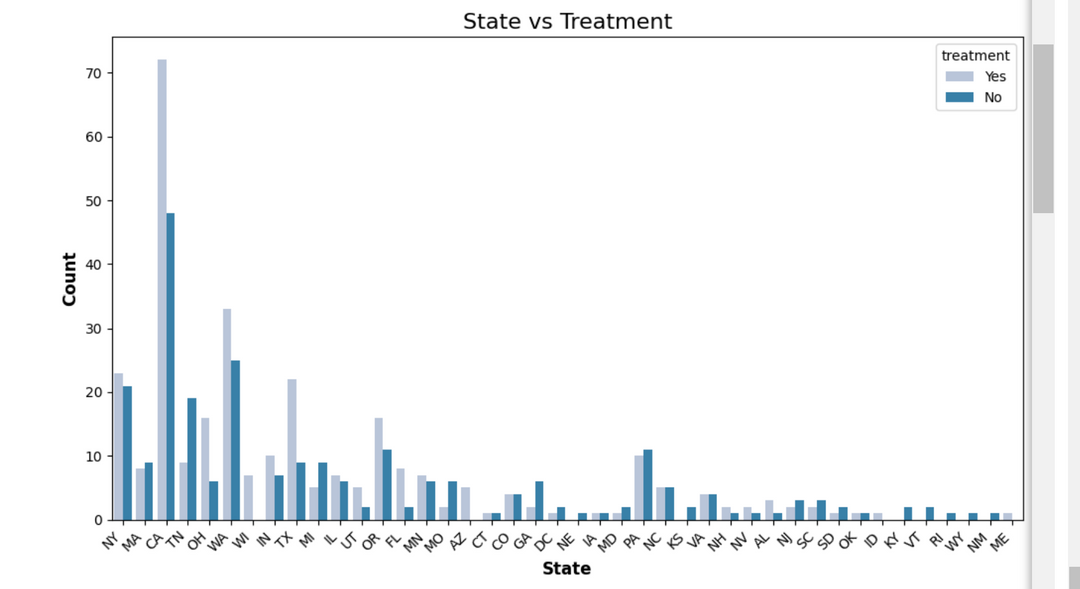 State vs Treatment
treatment
Yes
No
70
60
50
40
30
20
10
0
Count
NY MA CA TN OH WA WI IN TX MI IL UT OR FL MN MO AZ CT CO GA DC NE IA MD PA NC KS VA NH NV AL NJ SC SD OK ID KY VT RI WY NM ME
State